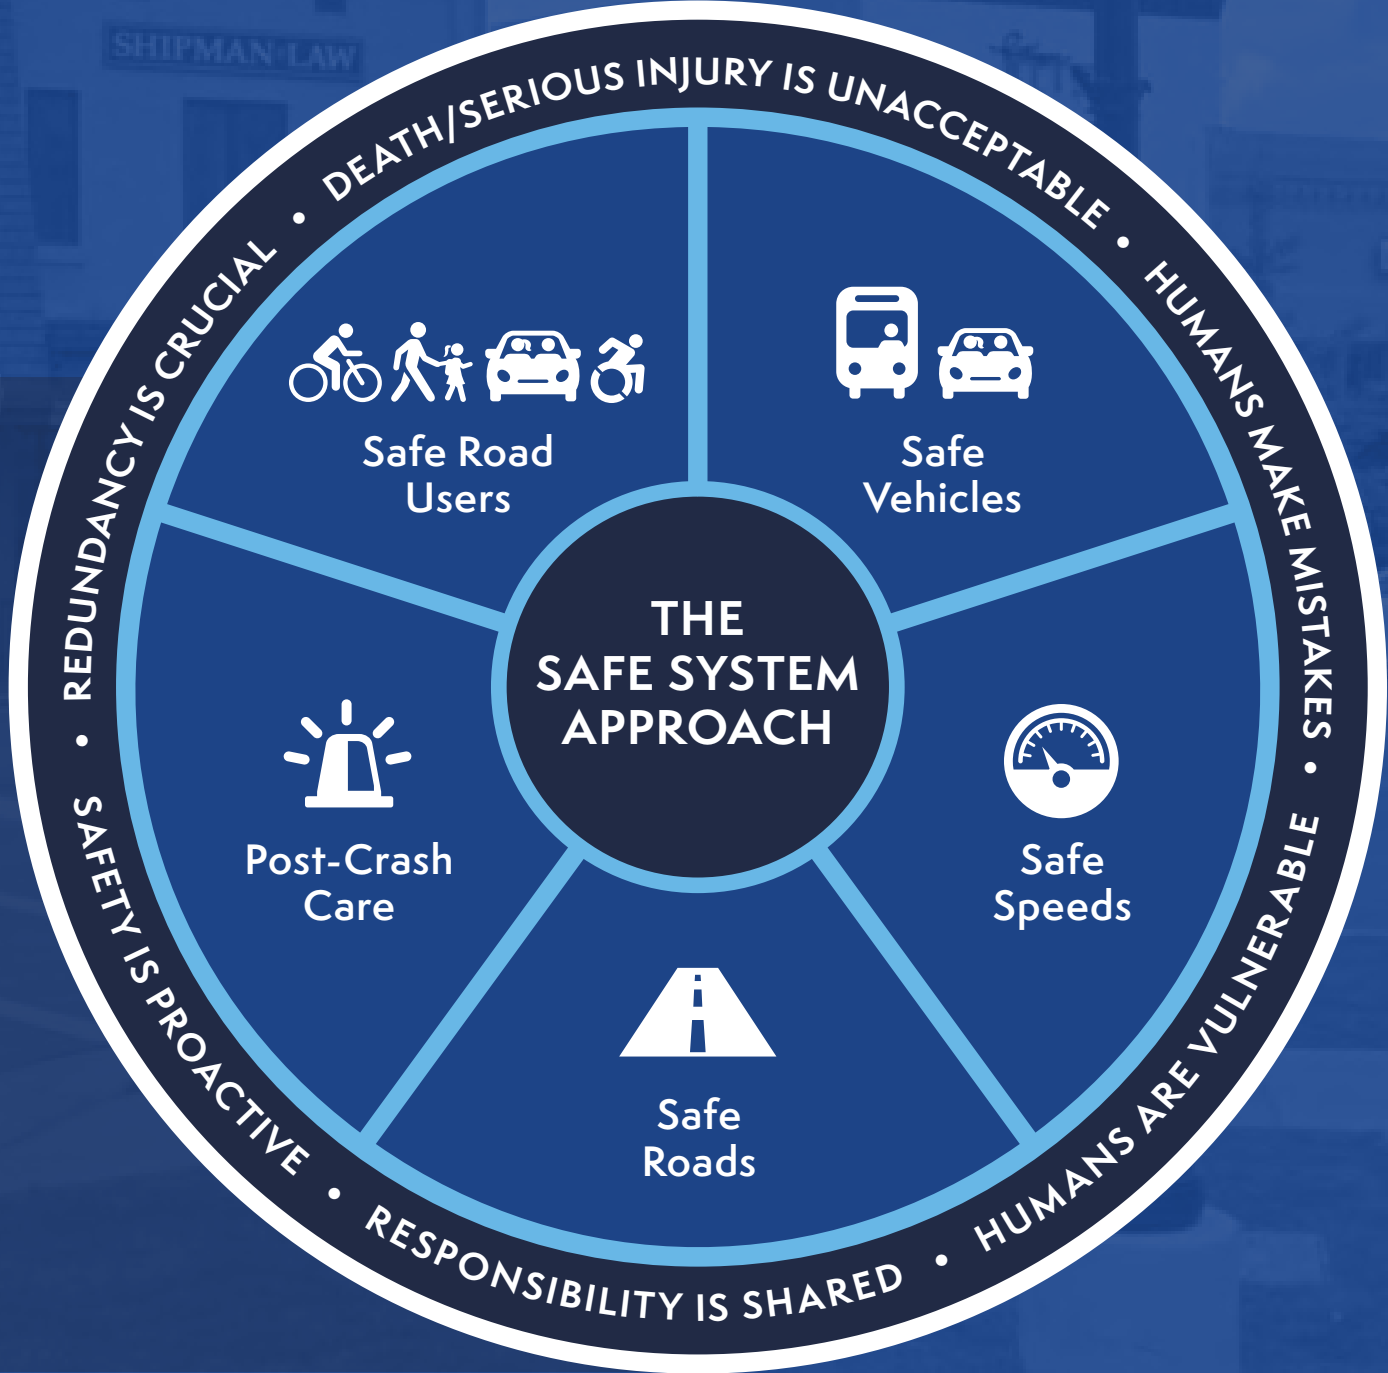 SHIPMAN LAW
DEATH/SERIOUS INJURY IS UNACCEPTABLE •
HUMANS MAKE MISTAKES •
HUMANS ARE VULNERABLE •
RESPONSIBILITY IS SHARED •
SAFETY IS PROACTIVE •
REDUNDANCY IS CRUCIAL •
Safe Road
Users
Safe
Vehicles
THE
SAFE SYSTEM
APPROACH
Post-Crash
Care
Safe
Speeds
Safe
Roads